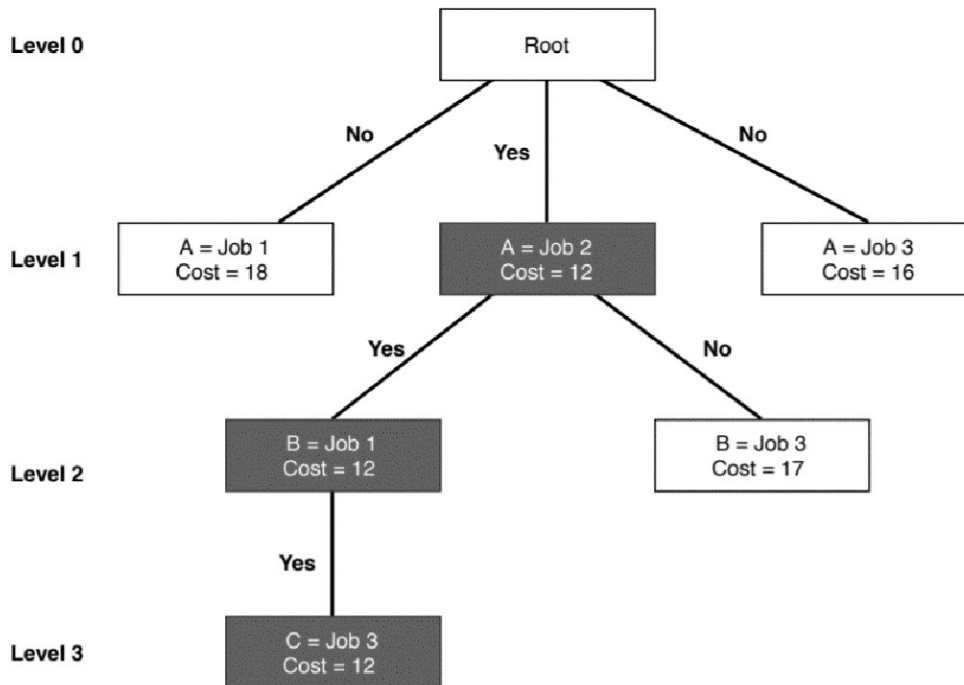 Level 0
Root
No
Yes
No
Level 1
A = Job 1
Cost = 18
A = Job 2
Cost = 12
A = Job 3
Cost = 16
Yes
No
Level 2
B = Job 1
Cost = 12
B = Job 3
Cost = 17
Yes
Level 3
C = Job 3
Cost = 12